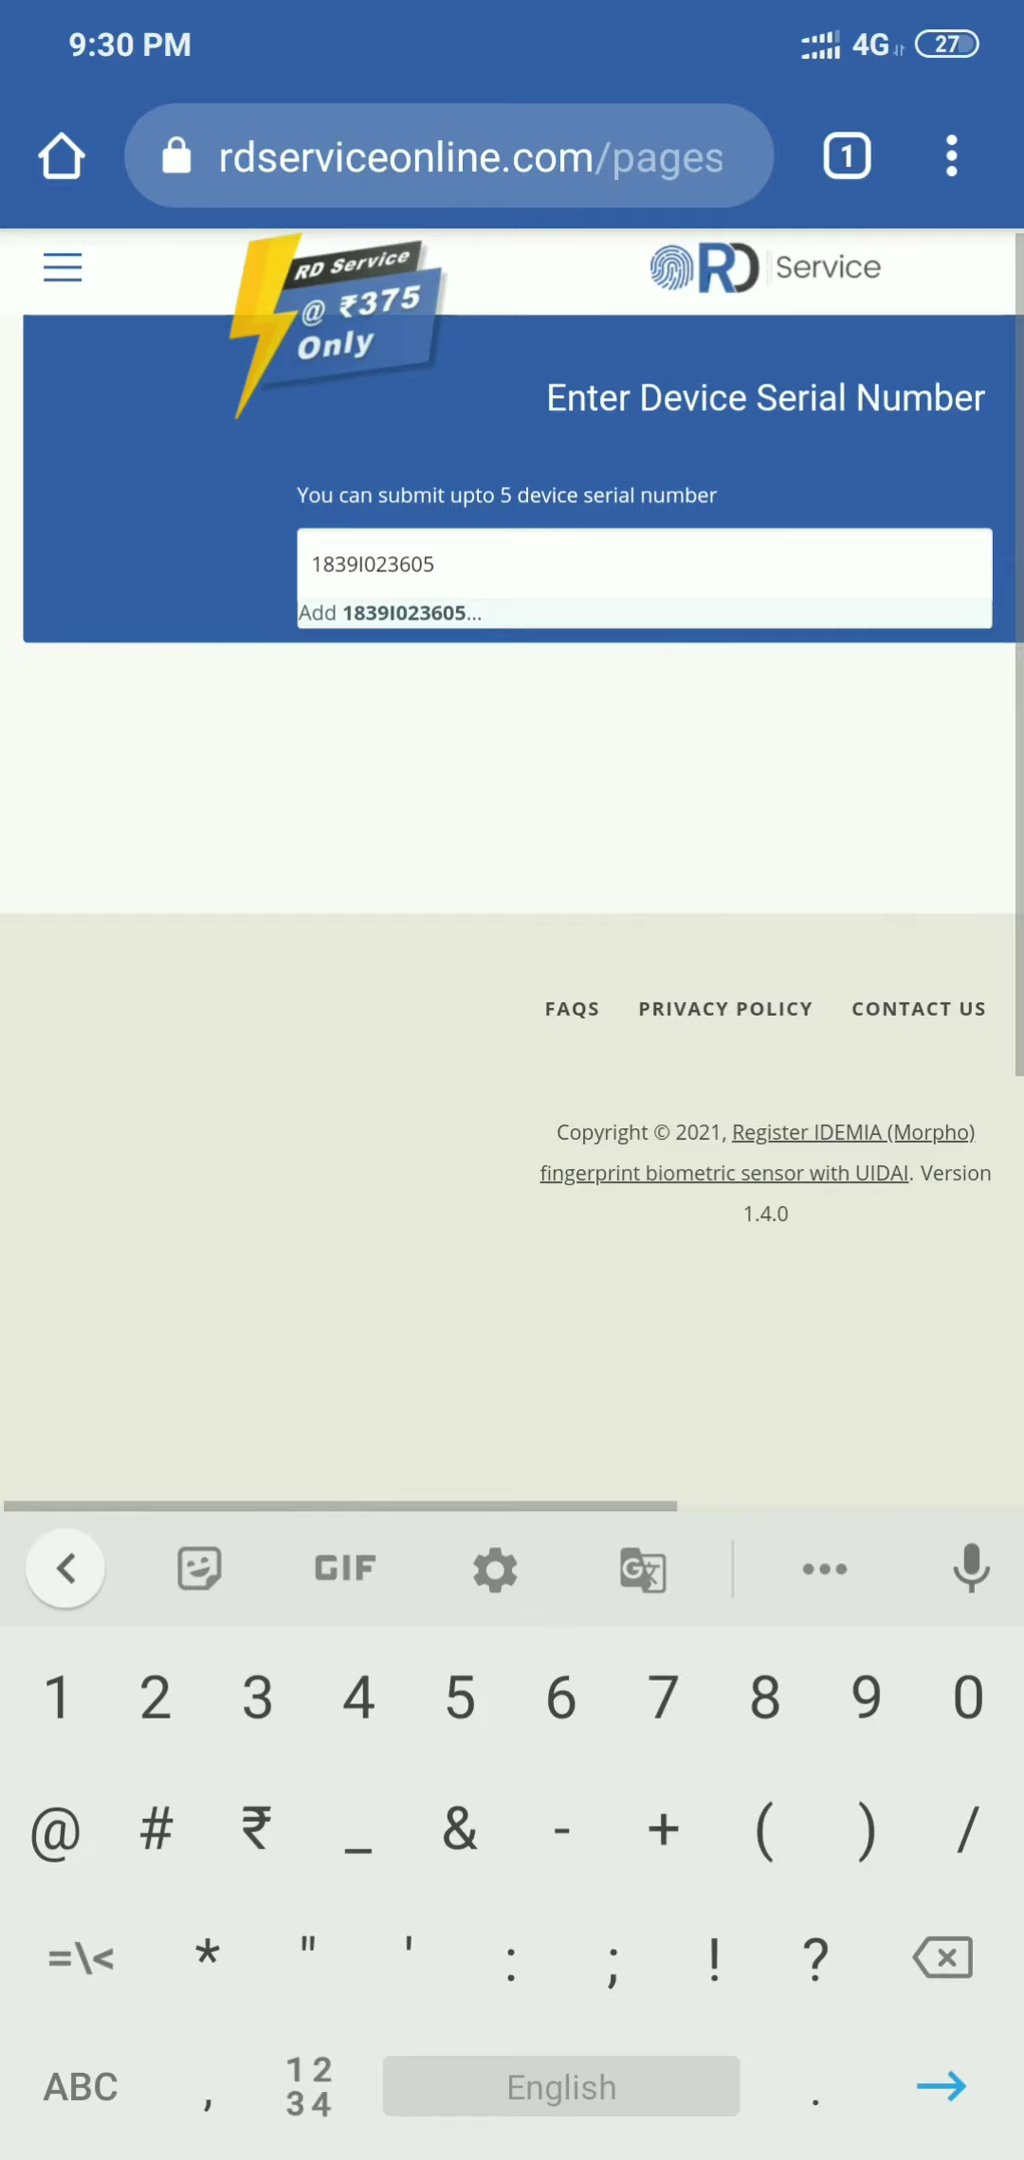 9:30 PM
4G
27
rdserviceonline.com/pages
1
RD Service
@ ₹375
Only
RD Service
Enter Device Serial Number
You can submit upto 5 device serial number
1839I023605
Add 1839I023605...
FAQS PRIVACY POLICY CONTACT US
Copyright © 2021, Register IDEMIA (Morpho)
fingerprint biometric sensor with UIDAI. Version
1.4.0
GIF
G
1 2 3 4 5 6 7 8 9 0
@ # ₹ _ & - + ( ) /
=\< * " ' : ; ! ?
ABC , 12 English .
34